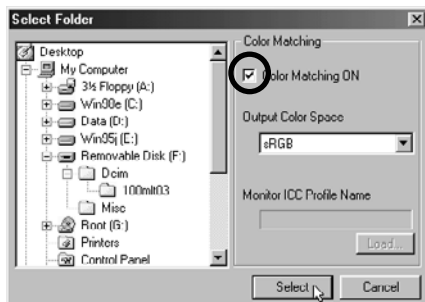 Select Folder
Desktop
My Computer
3½ Floppy (A:)
Win98e (C:)
Data (D:)
Win95j (E:)
Removable Disk (F:)
Dcim
100mlt03
Misc
Root (G:)
Printers
Control Panel
Color Matching
Color Matching ON
Output Color Space
sRGB
Monitor ICC Profile Name
Load...
Select
Cancel